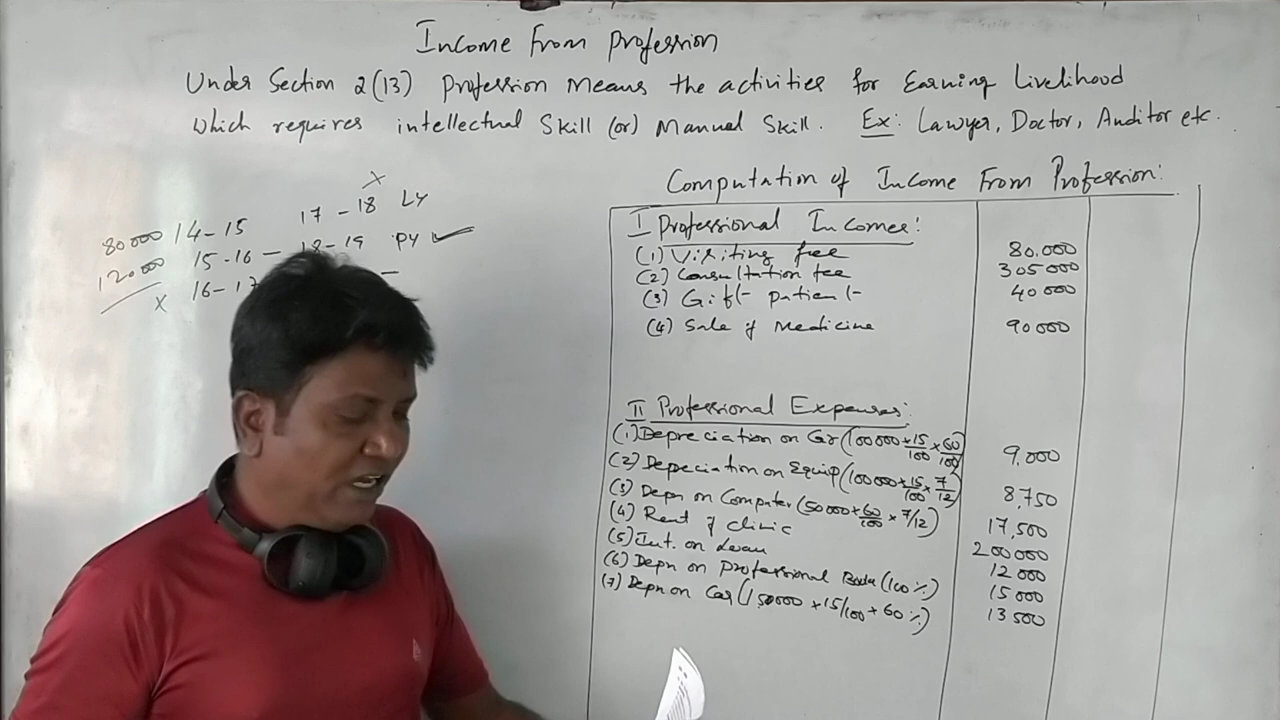 Income From Profession
Under Section 2(13) Profession Means the activities for Earning Livelihood
Which requires intellectual Skill (or) Manual Skill. Ex: Lawyer, Doctor, Auditor etc.
X
80000 14-15 17-18 LY
120000 15-16 - 18-19 PY ✓
X 16-17 -
Computation of Income From Profession:
I Professional Incomes:
(1) Visiting fee 80,000
(2) Consultation fee 305000
(3) Gift - patient - 40000
(4) Sale of Medicine 90000
II Professional Expenses:
(1) Depreciation on Car (100000 × 15/100 × 60/100) 9,000
(2) Depeciation on Equip (100000 × 15/100 × 7/12) 8,750
(3) Depn on Computer (50000 × 60/100 × 7/12) 17,500
(4) Rent of clinic 200000
(5) Int. on Loan 12000
(6) Depn on Professional Books (100%) 15000
(7) Depn on Car (1,50000 × 15/100 × 60%) 13500